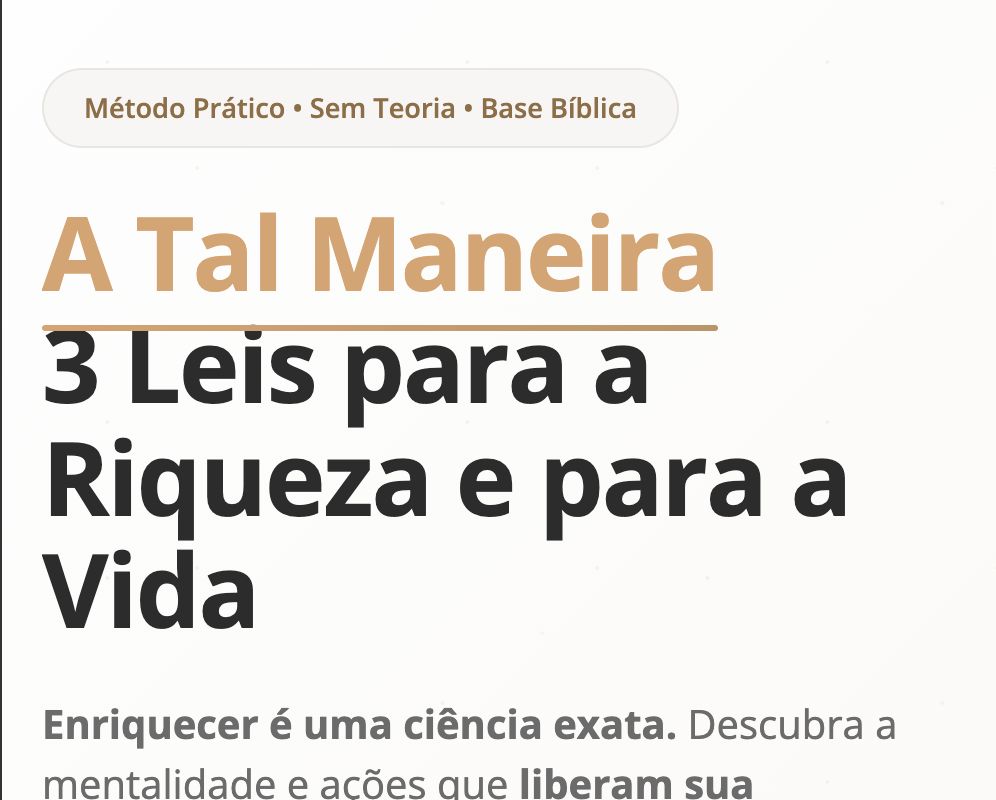 Método Prático • Sem Teoria • Base Bíblica
A Tal Maneira
3 Leis para a
Riqueza e para a
Vida
Enriquecer é uma ciência exata. Descubra a
mentalidade e ações que liberam sua